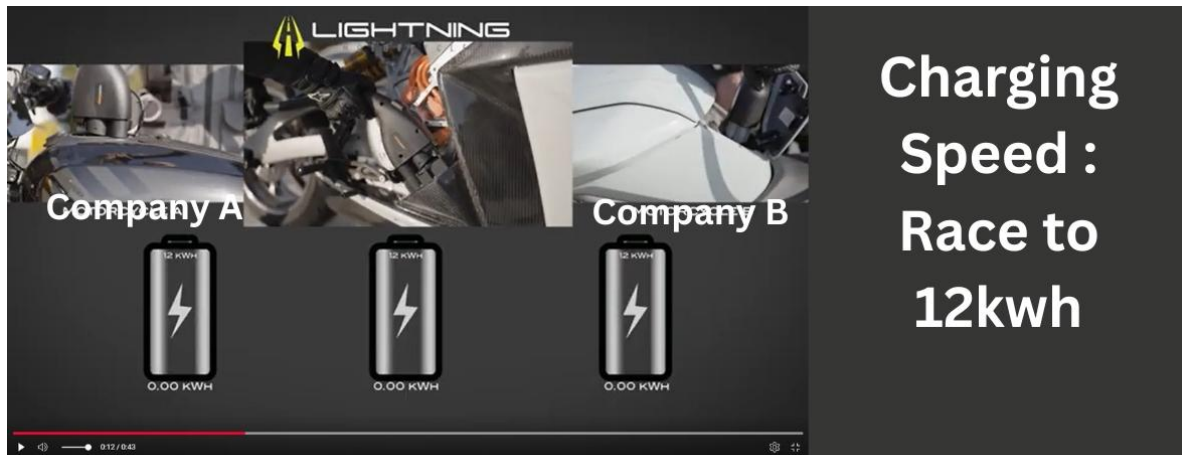 LIGHTNING
Company A
Company B
12 KWH
12 KWH
12 KWH
0.00 KWH
0.00 KWH
0.00 KWH
0:12 / 0:43
Charging
Speed :
Race to
12kwh